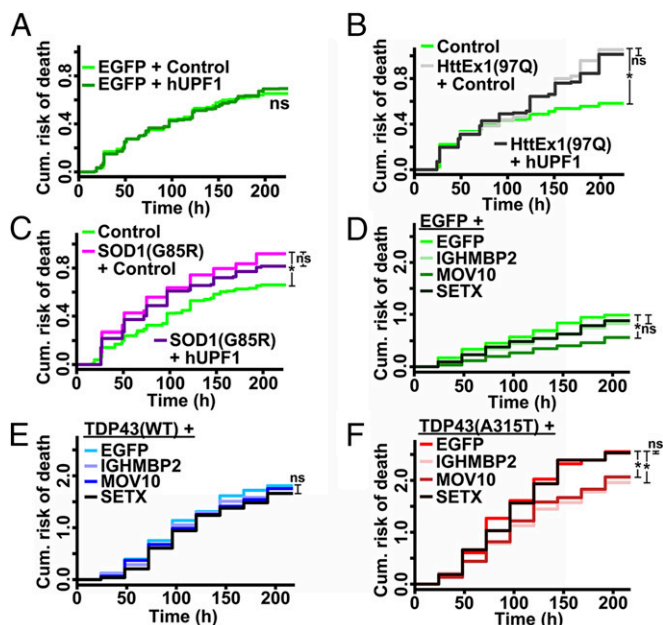 A
EGFP + Control
EGFP + hUPF1
ns
Cum. risk of death
0.0 0.4 0.8
0 50 100 150 200
Time (h)
B
Control
HttEx1(97Q)
+ Control
HttEx1(97Q)
+ hUPF1
ns
*
Cum. risk of death
0.0 0.4 0.8
0 50 100 150 200
Time (h)
C
Control
SOD1(G85R)
+ Control
SOD1(G85R)
+ hUPF1
ns
*
Cum. risk of death
0.0 0.4 0.8
0 50 100 150 200
Time (h)
D
EGFP +
EGFP
IGHMBP2
MOV10
SETX
*
ns
Cum. risk of death
0.0 1.0 2.0
0 50 100 150 200
Time (h)
E
TDP43(WT) +
EGFP
IGHMBP2
MOV10
SETX
ns
Cum. risk of death
0.0 1.0 2.0
0 50 100 150 200
Time (h)
F
TDP43(A315T) +
EGFP
IGHMBP2
MOV10
SETX
ns
*
*
Cum. risk of death
0.0 1.0 2.0
0 50 100 150 200
Time (h)